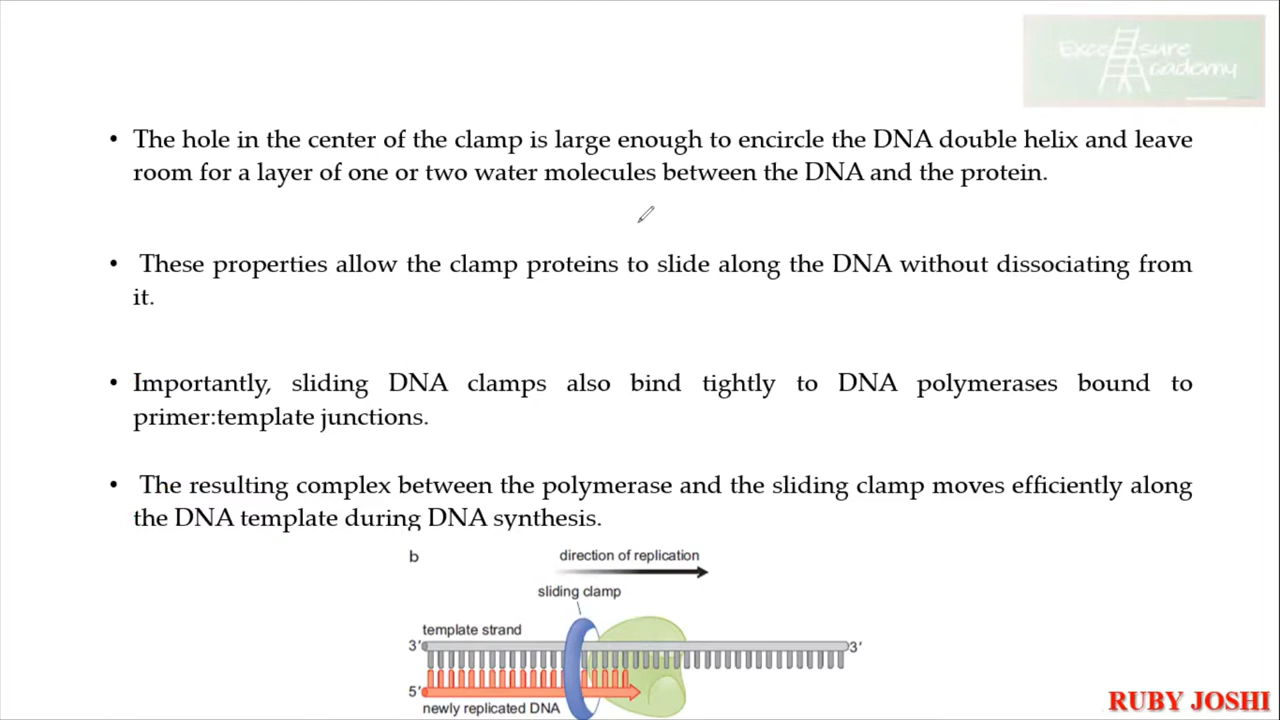 Excel sure
academy
• The hole in the center of the clamp is large enough to encircle the DNA double helix and leave
room for a layer of one or two water molecules between the DNA and the protein.
• These properties allow the clamp proteins to slide along the DNA without dissociating from
it.
• Importantly, sliding DNA clamps also bind tightly to DNA polymerases bound to
primer:template junctions.
• The resulting complex between the polymerase and the sliding clamp moves efficiently along
the DNA template during DNA synthesis.
b
direction of replication
sliding clamp
template strand
3′ 3′
5′
newly replicated DNA
RUBY JOSHI